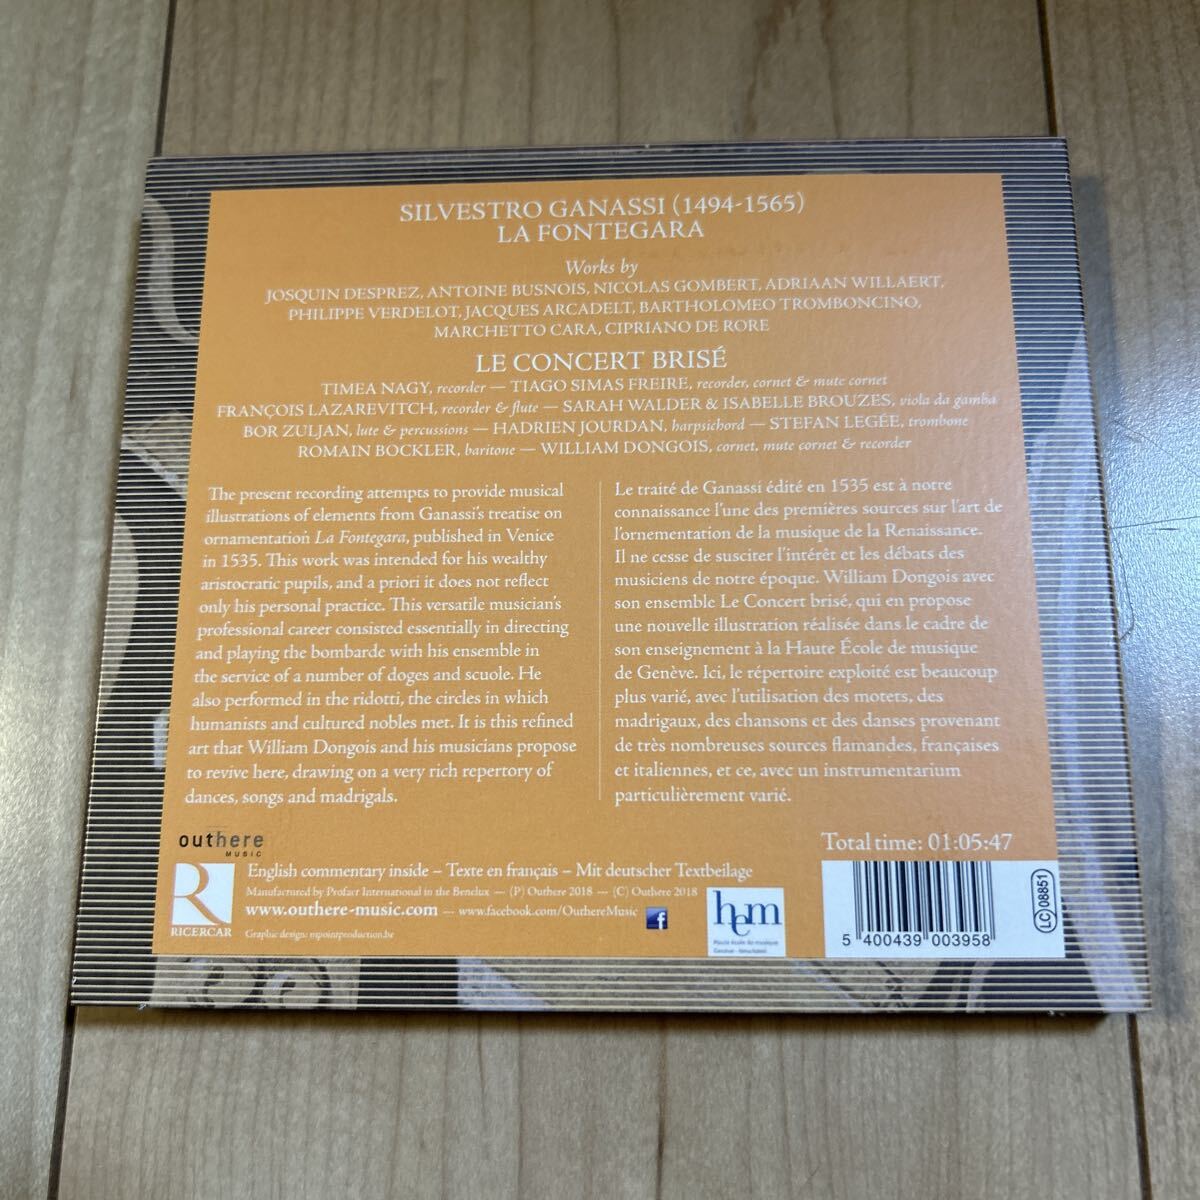 SILVESTRO GANASSI (1494-1565)
LA FONTEGARA
Works by
JOSQUIN DESPREZ, ANTOINE BUSNOIS, NICOLAS GOMBERT, ADRIAAN WILLAERT,
PHILIPPE VERDELOT, JACQUES ARCADELT, BARTHOLOMEO TROMBONCINO,
MARCHETTO CARA, CIPRIANO DE RORE
LE CONCERT BRISÉ
TIMEA NAGY, recorder — TIAGO SIMAS FREIRE, recorder, cornet & mute cornet
FRANÇOIS LAZAREVITCH, recorder & flute — SARAH WALDER & ISABELLE BROUZES, viola da gamba
BOR ZULJAN, lute & percussions — HADRIEN JOURDAN, harpsichord — STEFAN LEGÉE, trombone
ROMAIN BOCKLER, baritone — WILLIAM DONGOIS, cornet, mute cornet & recorder
The present recording attempts to provide musical
illustrations of elements from Ganassi's treatise on
ornamentation La Fontegara, published in Venice
in 1535. This work was intended for his wealthy
aristocratic pupils, and a priori it does not reflect
only his personal practice. This versatile musician's
professional career consisted essentially in directing
and playing the bombarde with his ensemble in
the service of a number of doges and scuole. He
also performed in the ridotti, the circles in which
humanists and cultured nobles met. It is this refined
art that William Dongois and his musicians propose
to revive here, drawing on a very rich repertory of
dances, songs and madrigals.
Le traité de Ganassi édité en 1535 est à notre
connaissance l'une des premières sources sur l'art de
l'ornementation de la musique de la Renaissance.
Il ne cesse de susciter l'intérêt et les débats des
musiciens de notre époque. William Dongois avec
son ensemble Le Concert brisé, qui en propose
une nouvelle illustration réalisée dans le cadre de
son enseignement à la Haute École de musique
de Genève. Ici, le répertoire exploité est beaucoup
plus varié, avec l'utilisation des motets, des
madrigaux, des chansons et des danses provenant
de très nombreuses sources flamandes, françaises
et italiennes, et ce, avec un instrumentarium
particulièrement varié.
outhere
MUSIC
Total time: 01:05:47
R
RICERCAR
English commentary inside – Texte en français – Mit deutscher Textbeilage
Manufactured by Profact International in the Benelux — (P) Outhere 2018 — (C) Outhere 2018
www.outhere-music.com — www.facebook.com/OuthereMusic f
Graphic design: mpointproduction.be
hem
Haute école de musique
Genève - Neuchâtel
5 400439 003958
LC 08851